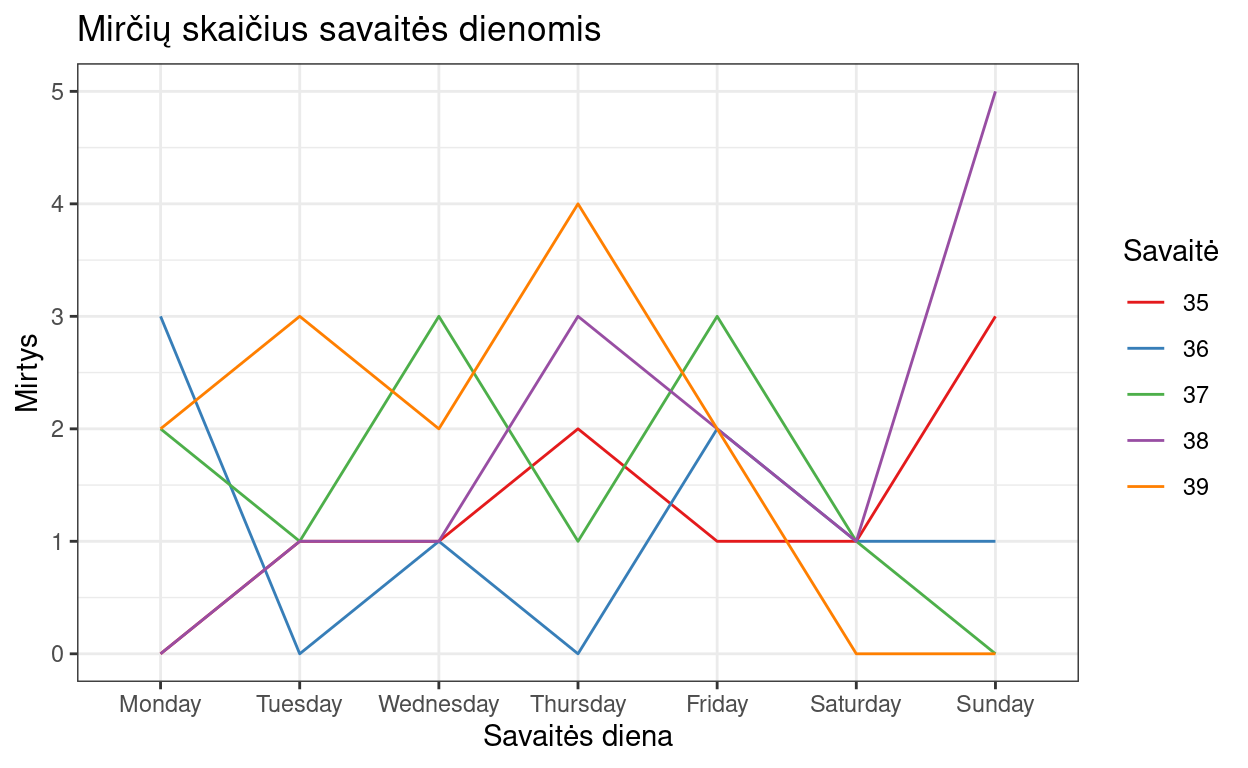 Mirčių skaičius savaitės dienomis
5
4
3
2
1
0
Mirtys
Monday Tuesday Wednesday Thursday Friday Saturday Sunday
Savaitės diena
Savaitė
35
36
37
38
39